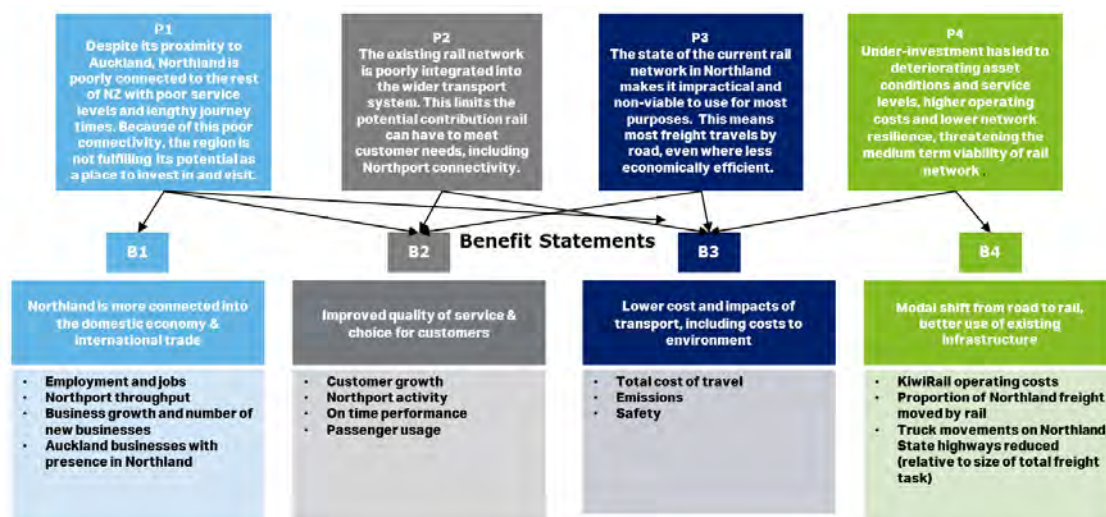 P1
Despite its proximity to
Auckland, Northland is
poorly connected to the rest
of NZ with poor service
levels and lengthy journey
times. Because of this poor
connectivity, the region is
not fulfilling its potential as
a place to invest in and visit.
P2
The existing rail network
is poorly integrated into
the wider transport
system. This limits the
potential contribution rail
can have to meet
customer needs, including
Northport connectivity.
P3
The state of the current rail
network in Northland
makes it impractical and
non-viable to use for most
purposes. This means
most freight travels by
road, even where less
economically efficient.
P4
Under-investment has led to
deteriorating asset
conditions and service
levels, higher operating
costs and lower network
resilience, threatening the
medium term viability of rail
network .
Benefit Statements
B1
B2
B3
B4
Northland is more connected into
the domestic economy &
international trade
Improved quality of service &
choice for customers
Lower cost and impacts of
transport, including costs to
environment
Modal shift from road to rail,
better use of existing
infrastructure
• Employment and jobs
• Northport throughput
• Business growth and number of
new businesses
• Auckland businesses with
presence in Northland
• Customer growth
• Northport activity
• On time performance
• Passenger usage
• Total cost of travel
• Emissions
• Safety
• KiwiRail operating costs
• Proportion of Northland freight
moved by rail
• Truck movements on Northland
State highways reduced
(relative to size of total freight
task)